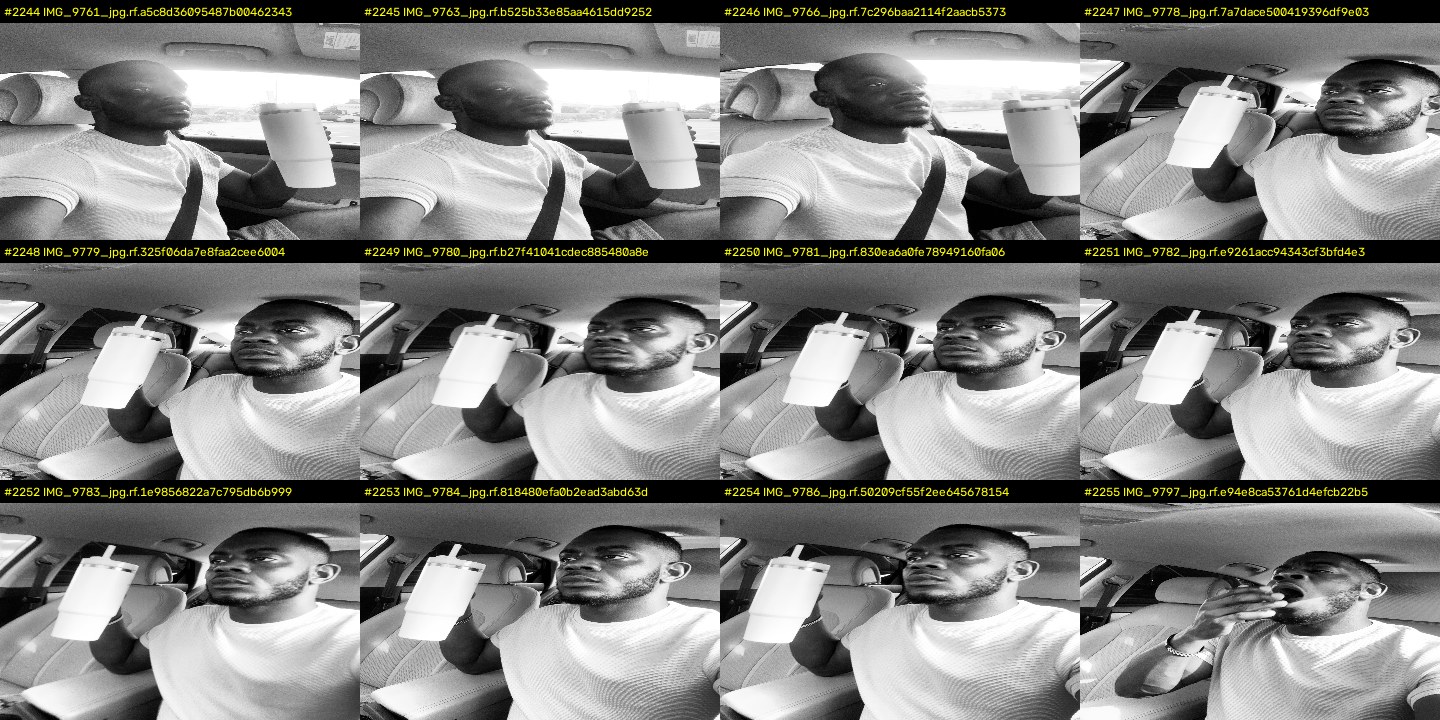 #2244 IMG_9761_jpg.rf.a5c8d36095487b00462343
#2245 IMG_9763_jpg.rf.b525b33e85aa4615dd9252
#2246 IMG_9766_jpg.rf.7c296baa2114f2aacb5373
#2247 IMG_9778_jpg.rf.7a7dace500419396df9e03
#2248 IMG_9779_jpg.rf.325f06da7e8faa2cee6004
#2249 IMG_9780_jpg.rf.b27f41041cdec885480a8e
#2250 IMG_9781_jpg.rf.830ea6a0fe78949160fa06
#2251 IMG_9782_jpg.rf.e9261acc94343cf3bfd4e3
#2252 IMG_9783_jpg.rf.1e9856822a7c795db6b999
#2253 IMG_9784_jpg.rf.818480efa0b2ead3abd63d
#2254 IMG_9786_jpg.rf.50209cf55f2ee645678154
#2255 IMG_9797_jpg.rf.e94e8ca53761d4efcb22b5